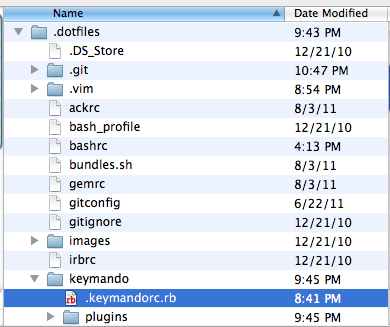 Name Date Modified
.dotfiles 9:43 PM
.DS_Store 12/21/10
.git 10:47 PM
.vim 8:54 PM
ackrc 8/3/11
bash_profile 12/21/10
bashrc 4:13 PM
bundles.sh 8/3/11
gemrc 8/3/11
gitconfig 6/22/11
gitignore 12/21/10
images 12/21/10
irbrc 12/21/10
keymando 9:45 PM
rb .keymandorc.rb 8:41 PM
plugins 9:45 PM